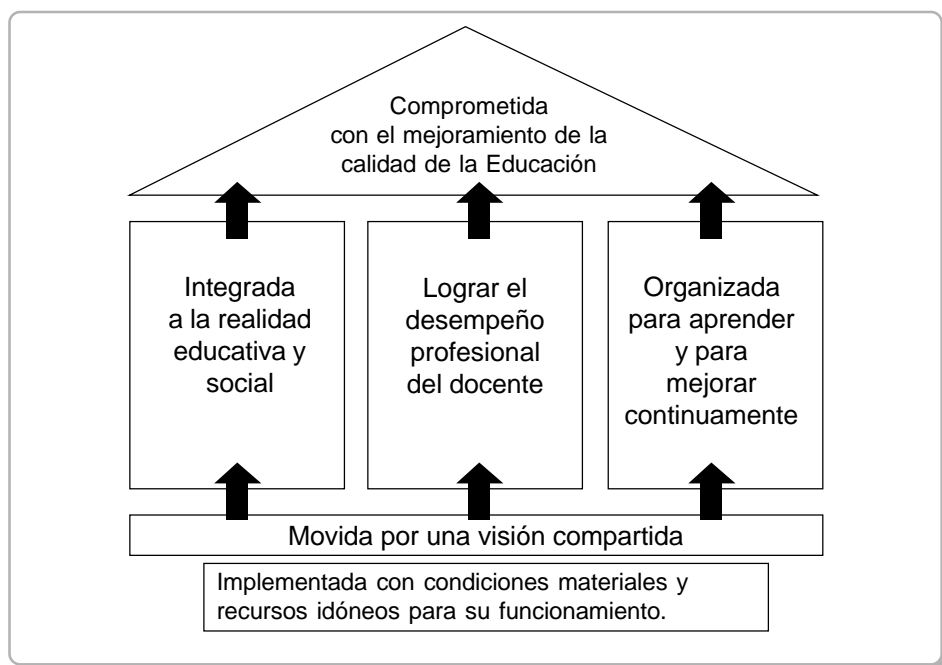 Comprometida
con el mejoramiento de la
calidad de la Educación
Integrada
a la realidad
educativa y
social
Lograr el
desempeño
profesional
del docente
Organizada
para aprender
y para
mejorar
continuamente
Movida por una visión compartida
Implementada con condiciones materiales y
recursos idóneos para su funcionamiento.